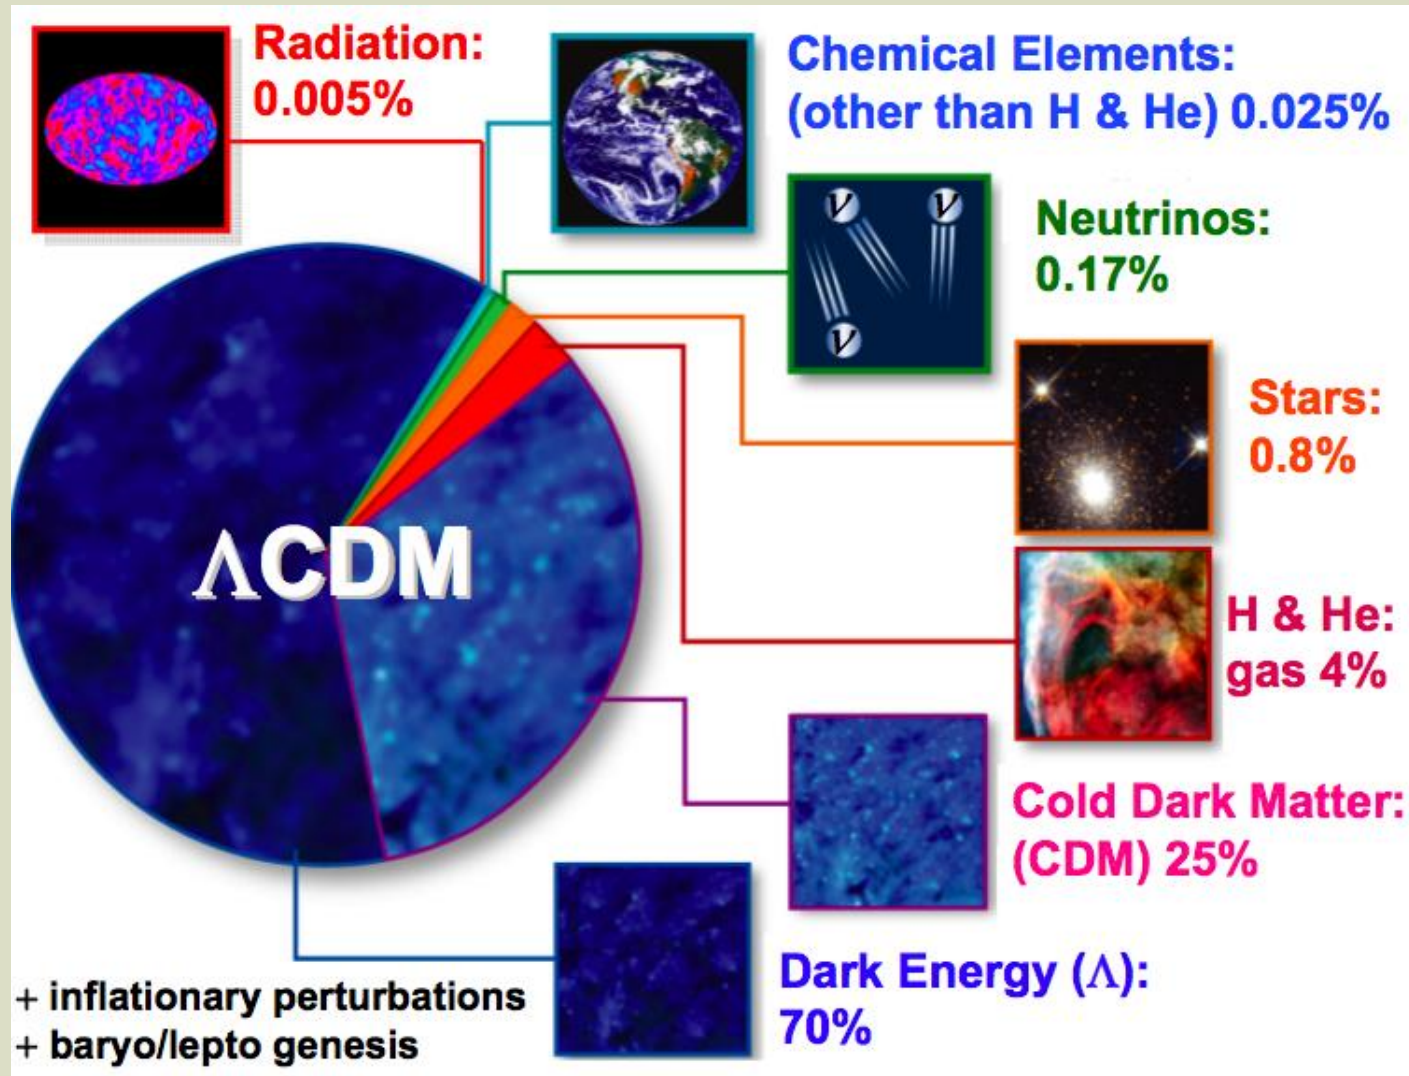 Radiation:
0.005%
Chemical Elements:
(other than H & He) 0.025%
ν ν
ν
Neutrinos:
0.17%
Stars:
0.8%
ΛCDM
H & He:
gas 4%
Cold Dark Matter:
(CDM) 25%
Dark Energy (Λ):
70%
+ inflationary perturbations
+ baryo/lepto genesis